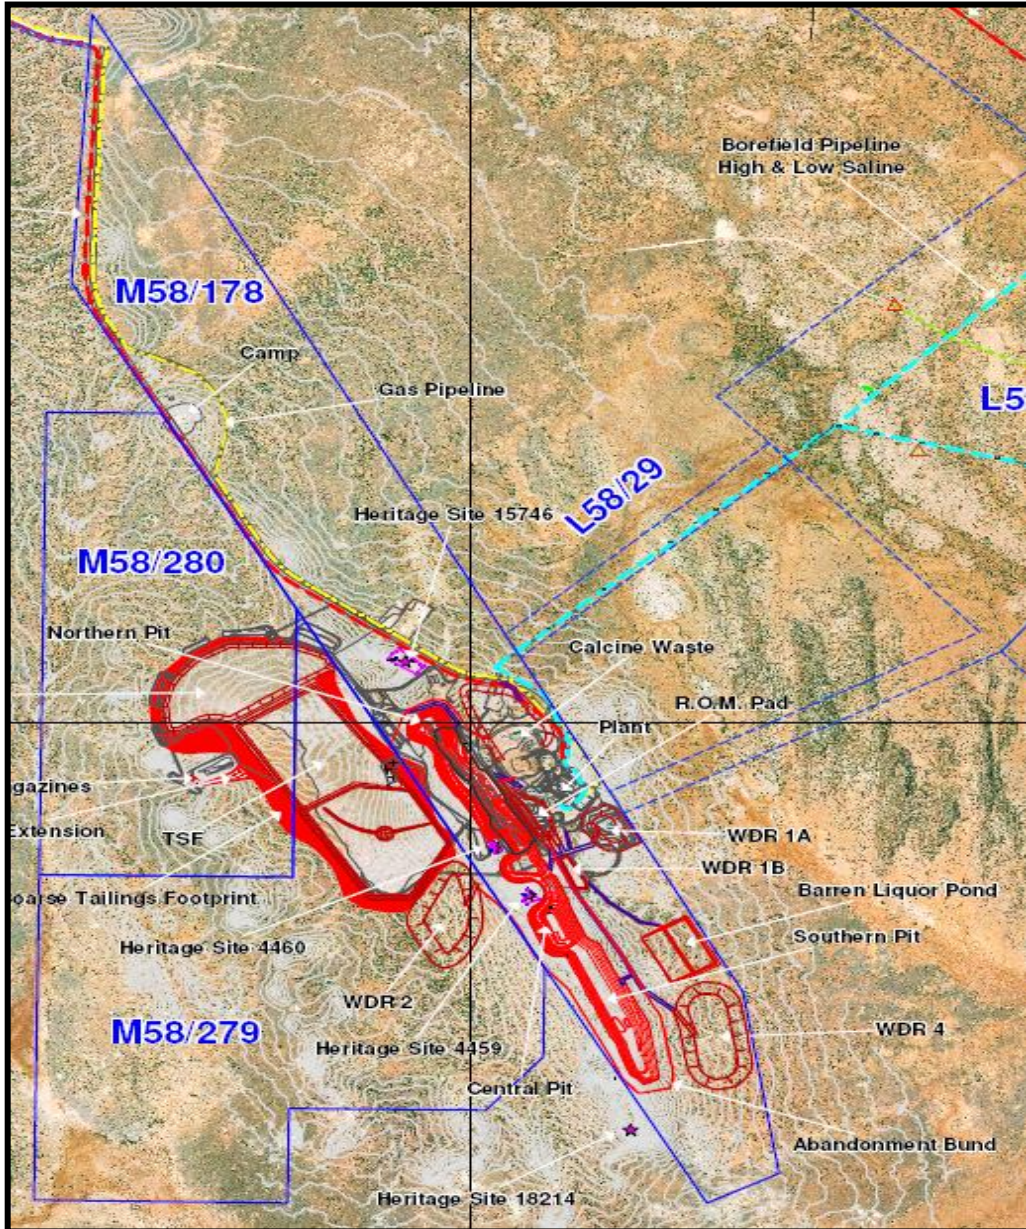 Borefield Pipeline
High & Low Saline
M58/178
Camp
Gas Pipeline
L5
L58/29
Heritage Site 15746
M58/280
Northern Pit
Calcine Waste
R.O.M. Pad
Plant
gazines
Extension
TSF
WDR 1A
WDR 1B
oarse Tailings Footprint
Barren Liquor Pond
Heritage Site 4460
Southern Pit
WDR 2
M58/279
WDR 4
Heritage Site 4459
Central Pit
Abandonment Bund
Heritage Site 18214